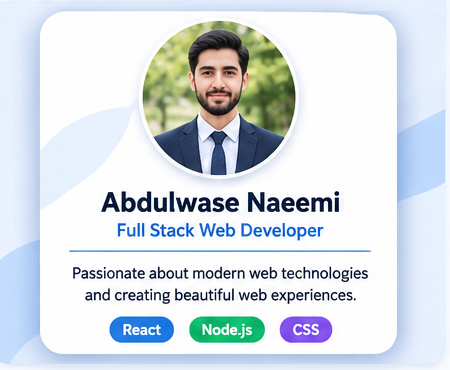 Abdulwase Naeemi
Full Stack Web Developer
Passionate about modern web technologies
and creating beautiful web experiences.
React Node.js CSS